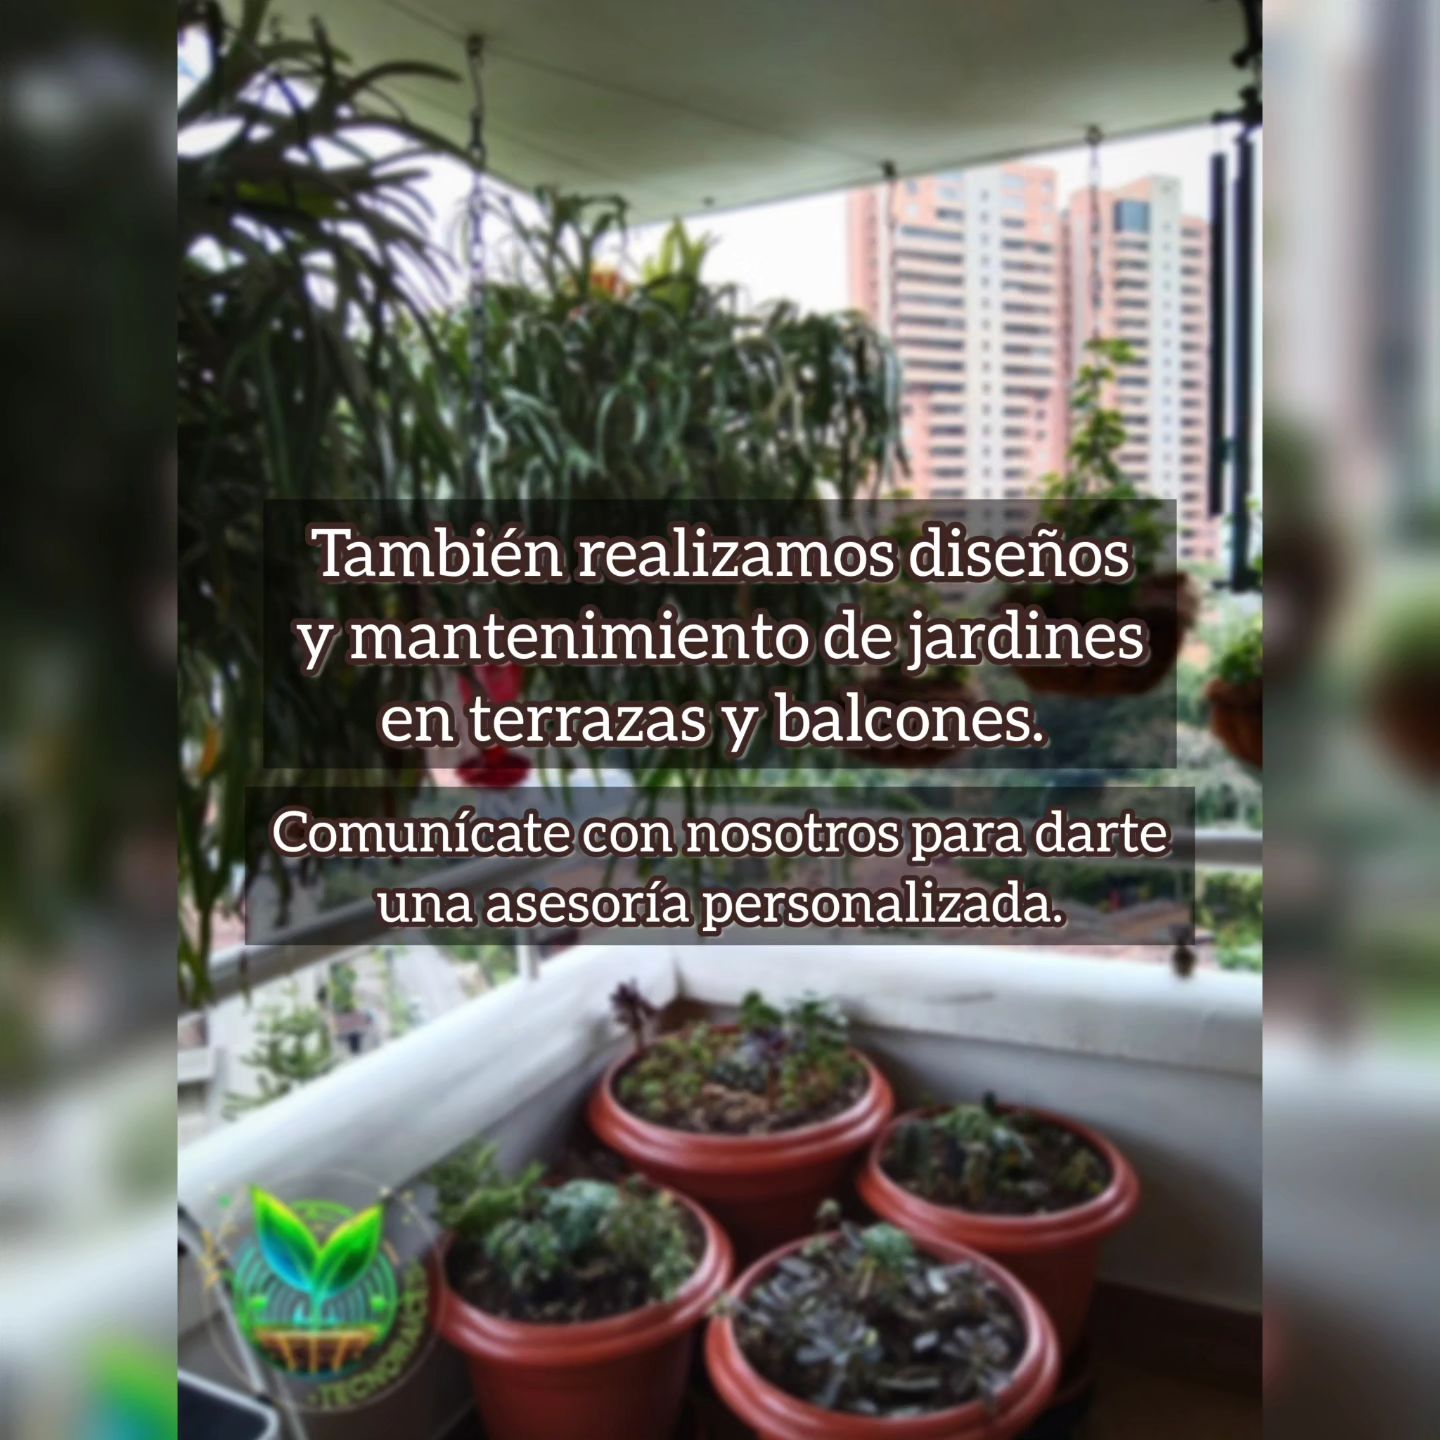 También realizamos diseños
y mantenimiento de jardines
en terrazas y balcones.
Comunícate con nosotros para darte
una asesoría personalizada.